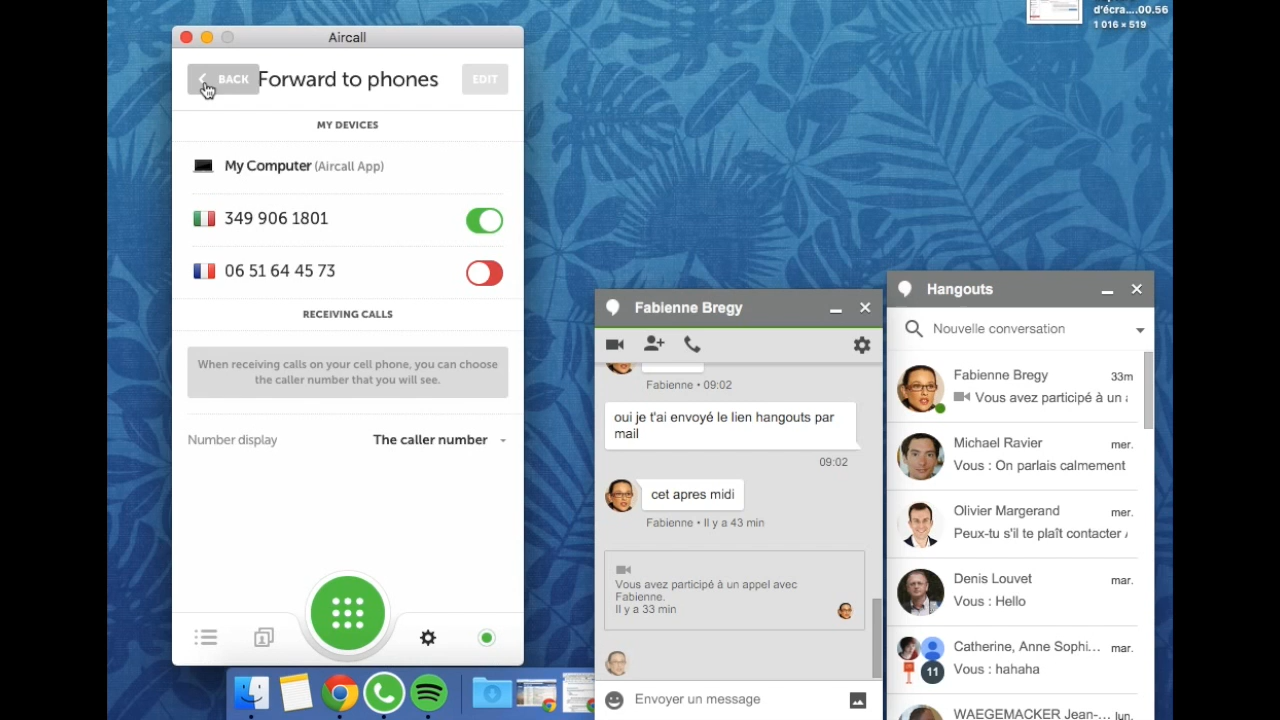 d'écra....00.56
1 016 × 519
Aircall
BACK
Forward to phones
EDIT
MY DEVICES
My Computer (Aircall App)
349 906 1801
06 51 64 45 73
RECEIVING CALLS
When receiving calls on your cell phone, you can choose
the caller number that you will see.
Number display
The caller number
Fabienne Bregy
Fabienne • 09:02
oui je t'ai envoyé le lien hangouts par
mail
09:02
cet apres midi
Fabienne • Il y a 43 min
Vous avez participé à un appel avec
Fabienne.
Il y a 33 min
Envoyer un message
Hangouts
Nouvelle conversation
Fabienne Bregy
33m
Vous avez participé à un a
Michael Ravier
mer.
Vous : On parlais calmement
Olivier Margerand
mer.
Peux-tu s'il te plaît contacter
Denis Louvet
mar.
Vous : Hello
Catherine, Anne Sophi...
mar.
11
Vous : hahaha
WAEGEMACKER Jean-...
lun.